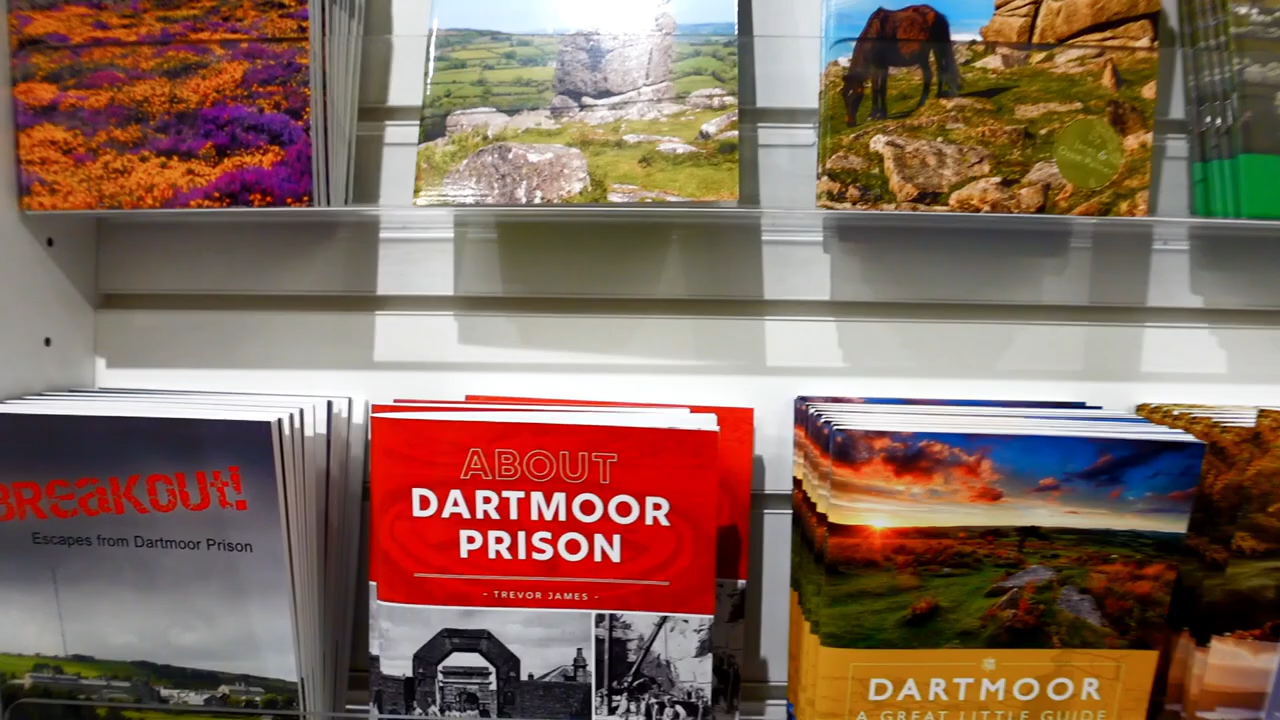 BREAKOUT!
Escapes from Dartmoor Prison
ABOUT
DARTMOOR
PRISON
- TREVOR JAMES -
DARTMOOR
A GREAT LITTLE GUIDE